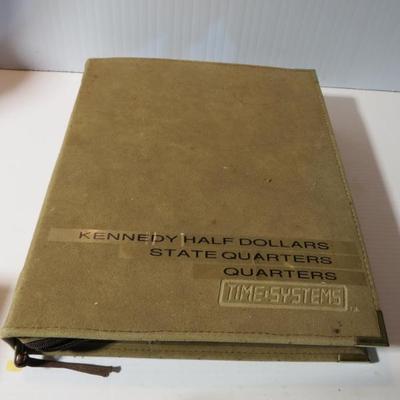 KENNEDY HALF DOLLARS
STATE QUARTERS
QUARTERS
TIME:SYSTEMS